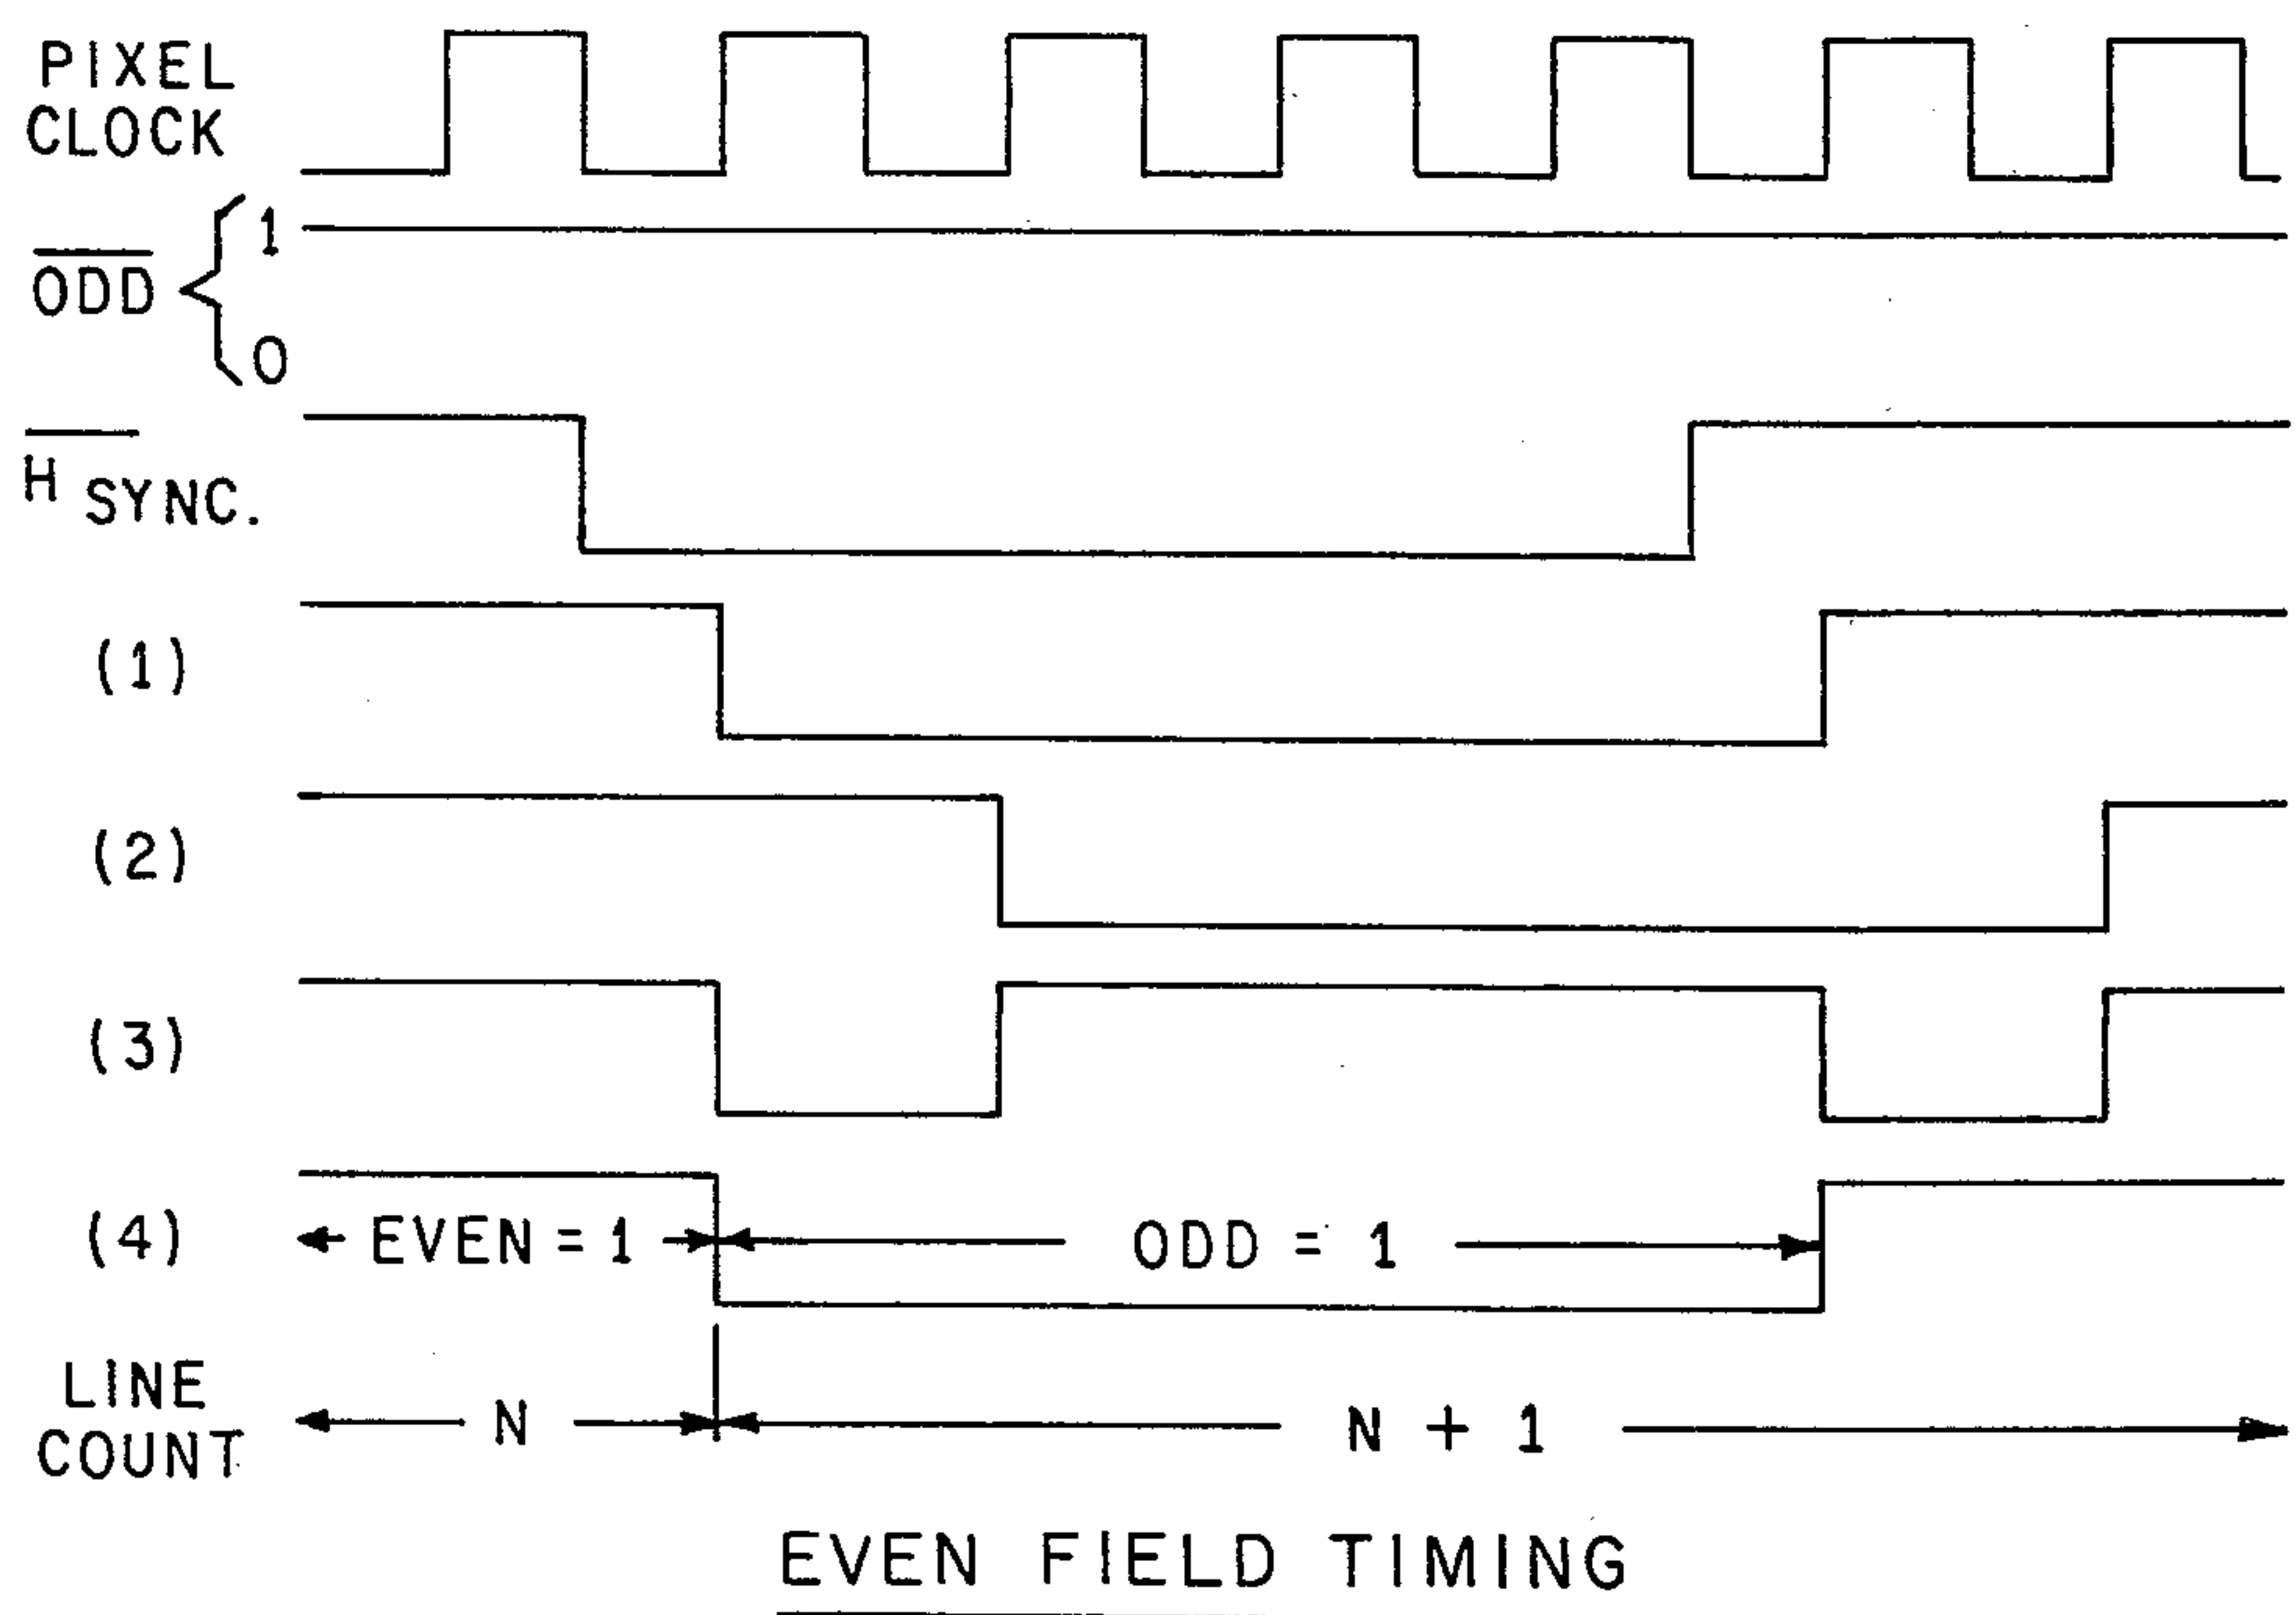 PIXEL
CLOCK
1
ODD
0
H SYNC.
(1)
(2)
(3)
(4)
EVEN = 1
ODD = 1
LINE
COUNT
N
N + 1
EVEN FIELD TIMING